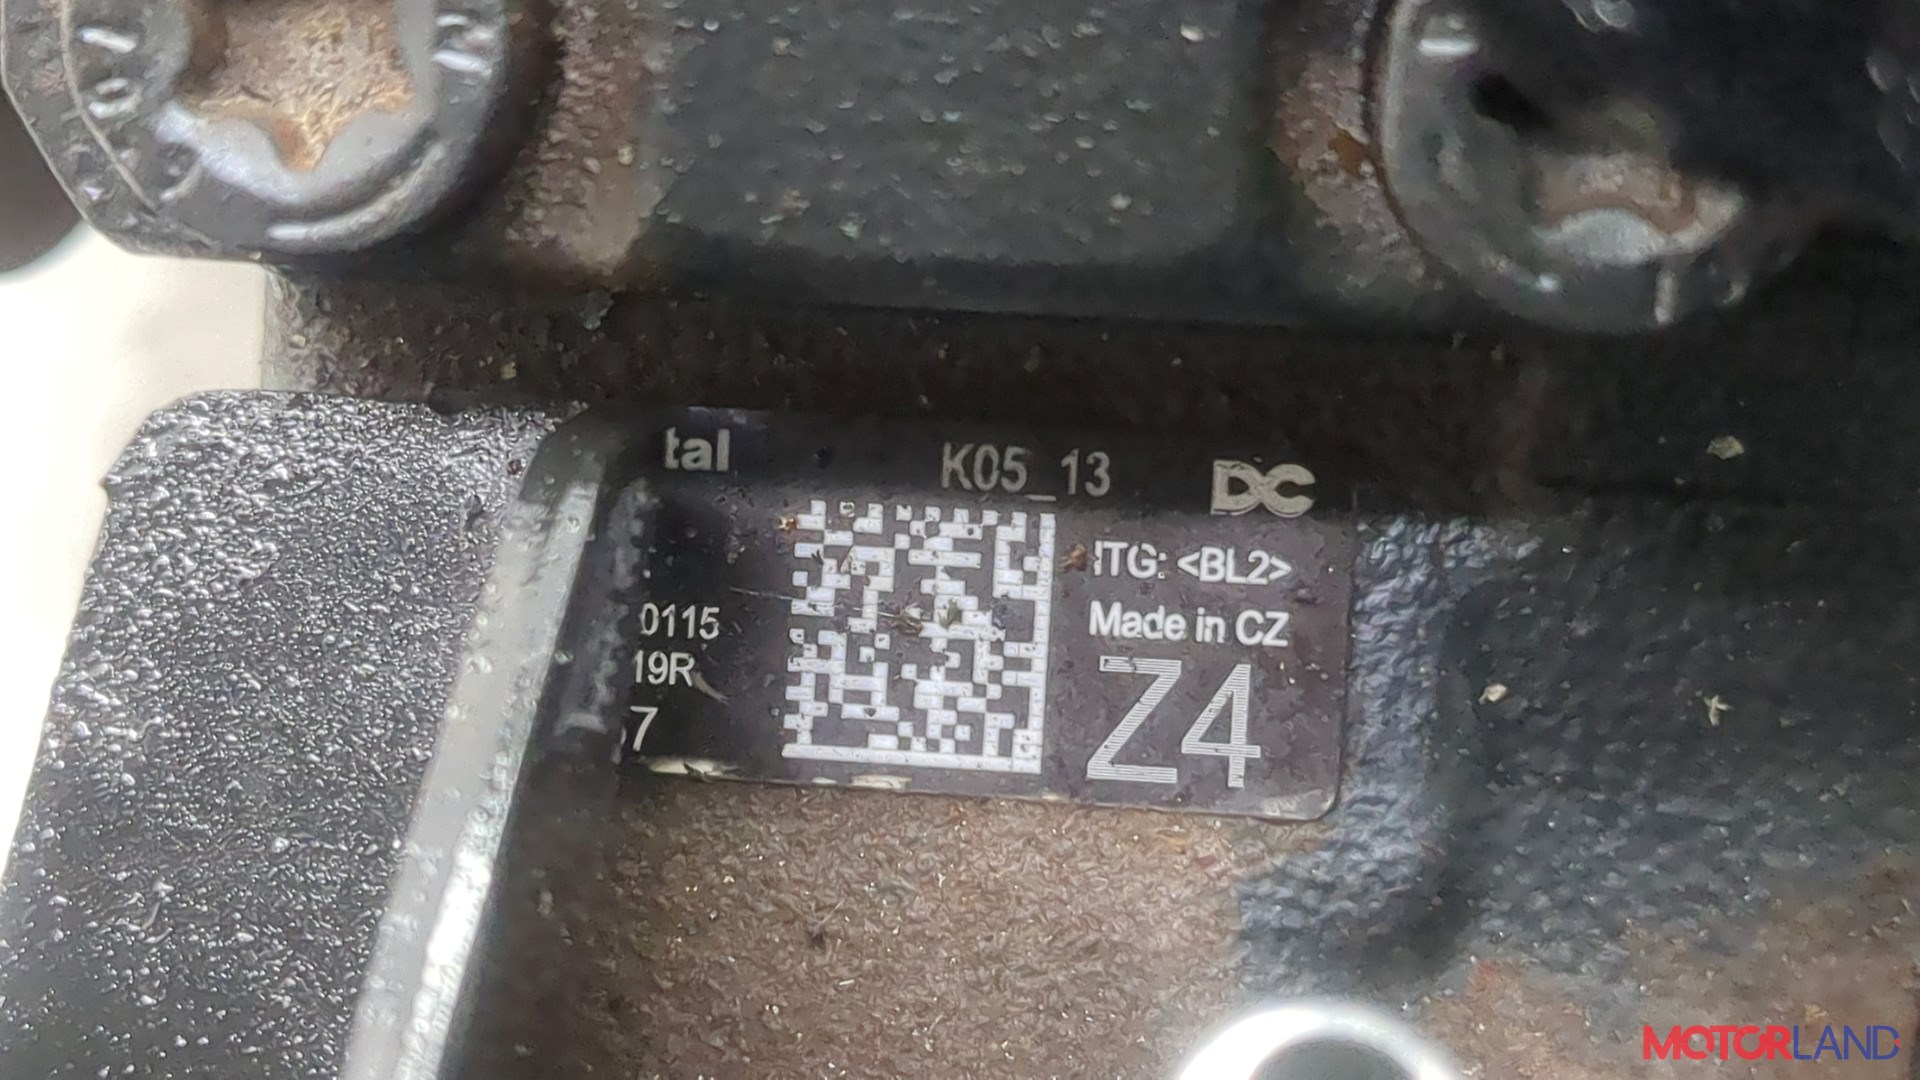 tal K05_13 DC
ITG: <BL2>
0115 Made in CZ
19R Z4
7
MOTORLAND